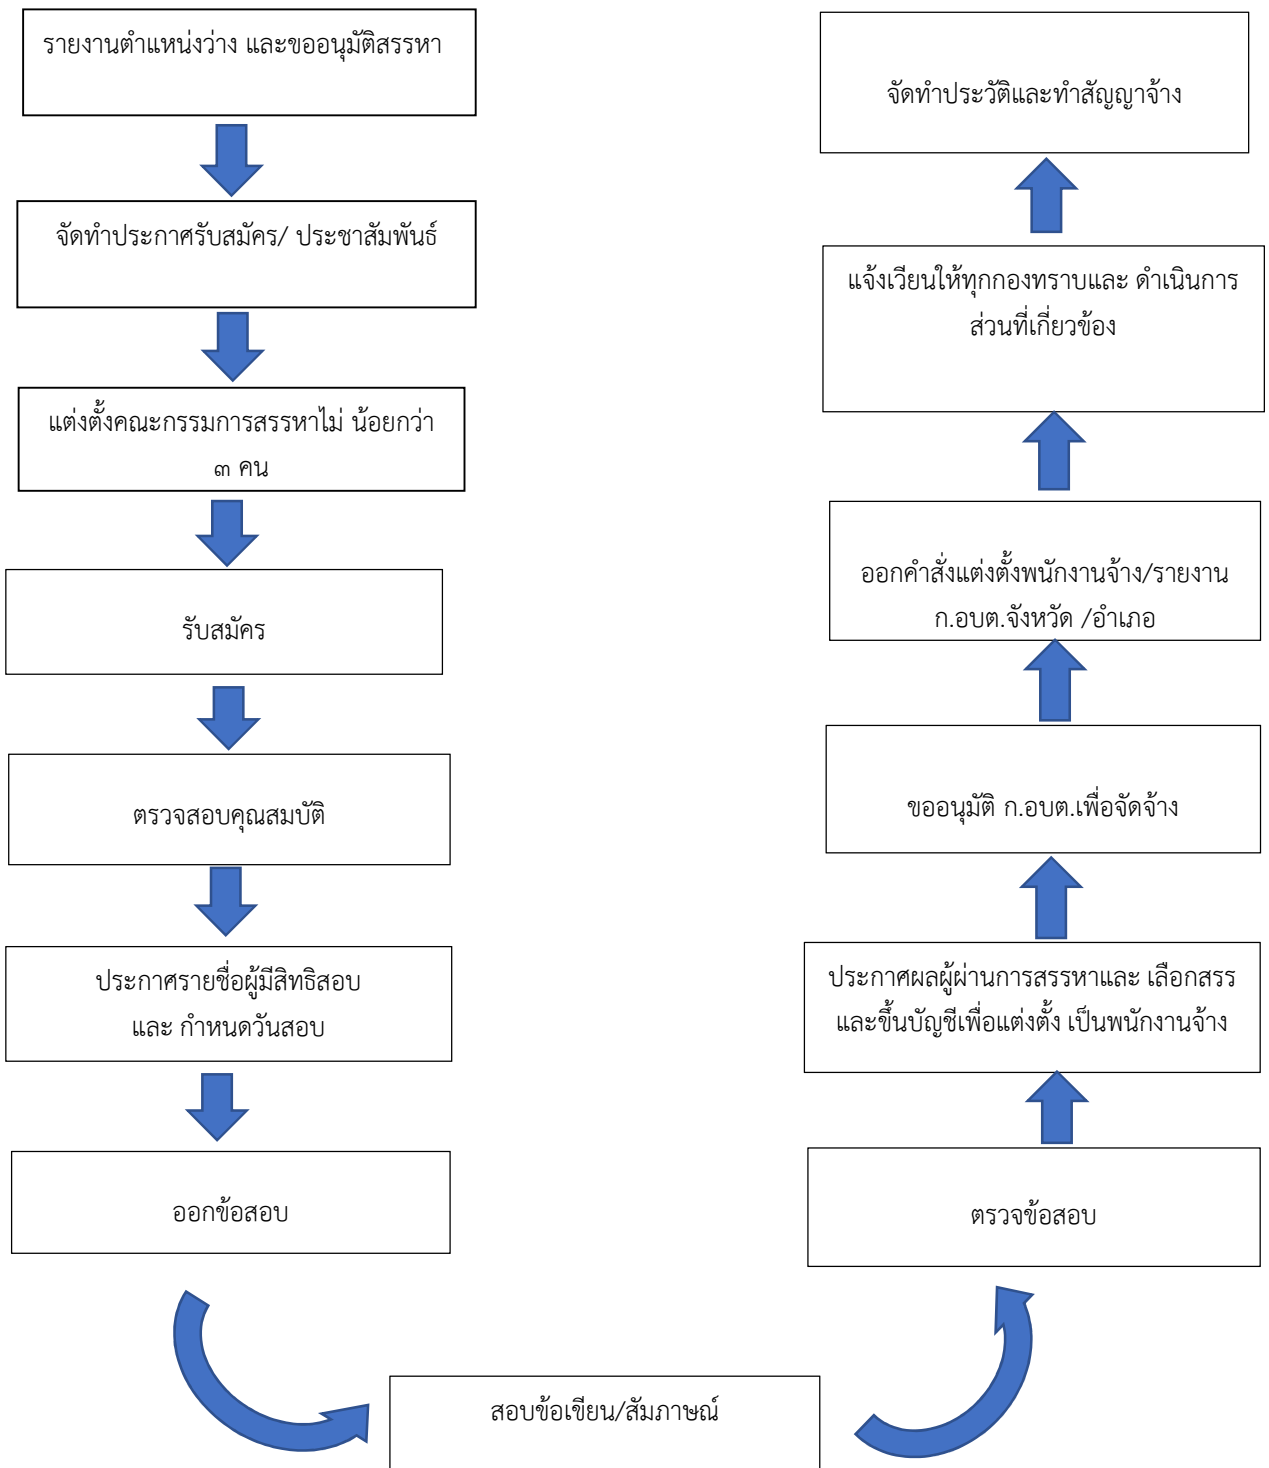 รายงานตำแหน่งว่าง และขออนุมัติสรรหา
จัดทำประกาศรับสมัคร/ ประชาสัมพันธ์
แต่งตั้งคณะกรรมการสรรหาไม่ น้อยกว่า
๓ คน
รับสมัคร
ตรวจสอบคุณสมบัติ
ประกาศรายชื่อผู้มีสิทธิสอบ
และ กำหนดวันสอบ
ออกข้อสอบ
สอบข้อเขียน/สัมภาษณ์
ตรวจข้อสอบ
ประกาศผลผู้ผ่านการสรรหาและ เลือกสรร
และขึ้นบัญชีเพื่อแต่งตั้ง เป็นพนักงานจ้าง
ขออนุมัติ ก.อบต.เพื่อจัดจ้าง
ออกคำสั่งแต่งตั้งพนักงานจ้าง/รายงาน
ก.อบต.จังหวัด /อำเภอ
แจ้งเวียนให้ทุกกองทราบและ ดำเนินการ
ส่วนที่เกี่ยวข้อง
จัดทำประวัติและทำสัญญาจ้าง